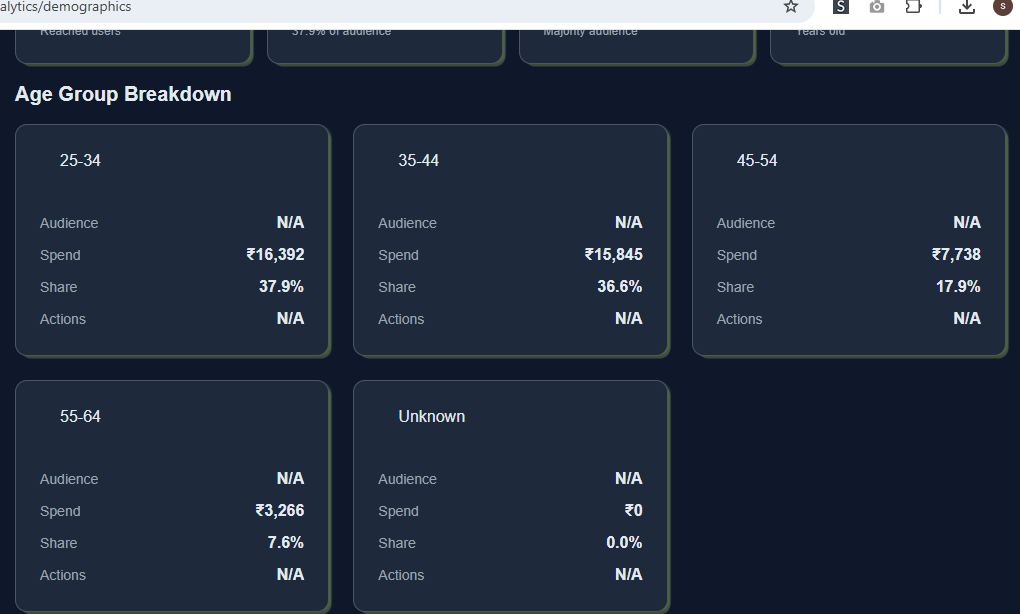 alytics/demographics
S
s
Reached users
37.9% of audience
Majority audience
Years old
Age Group Breakdown
25-34
Audience N/A
Spend ₹16,392
Share 37.9%
Actions N/A
35-44
Audience N/A
Spend ₹15,845
Share 36.6%
Actions N/A
45-54
Audience N/A
Spend ₹7,738
Share 17.9%
Actions N/A
55-64
Audience N/A
Spend ₹3,266
Share 7.6%
Actions N/A
Unknown
Audience N/A
Spend ₹0
Share 0.0%
Actions N/A